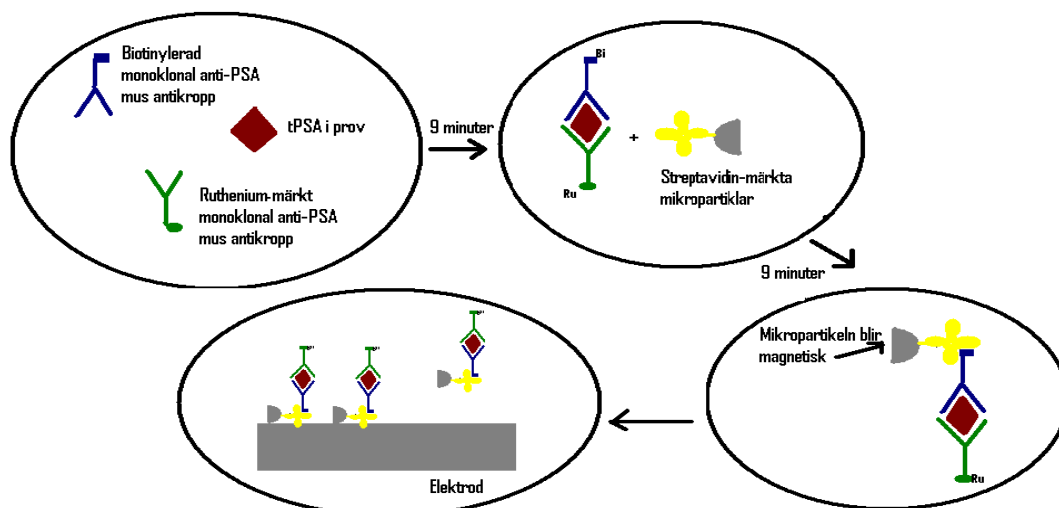 Biotinylerad
monoklonal anti-PSA
mus antikropp
tPSA i prov
Ruthenium-märkt
monoklonal anti-PSA
mus antikropp
9 minuter
Bi
+
Ru
Streptavidin-märkta
mikropartiklar
9 minuter
Mikropartikeln blir
magnetisk
Ru
Elektrod